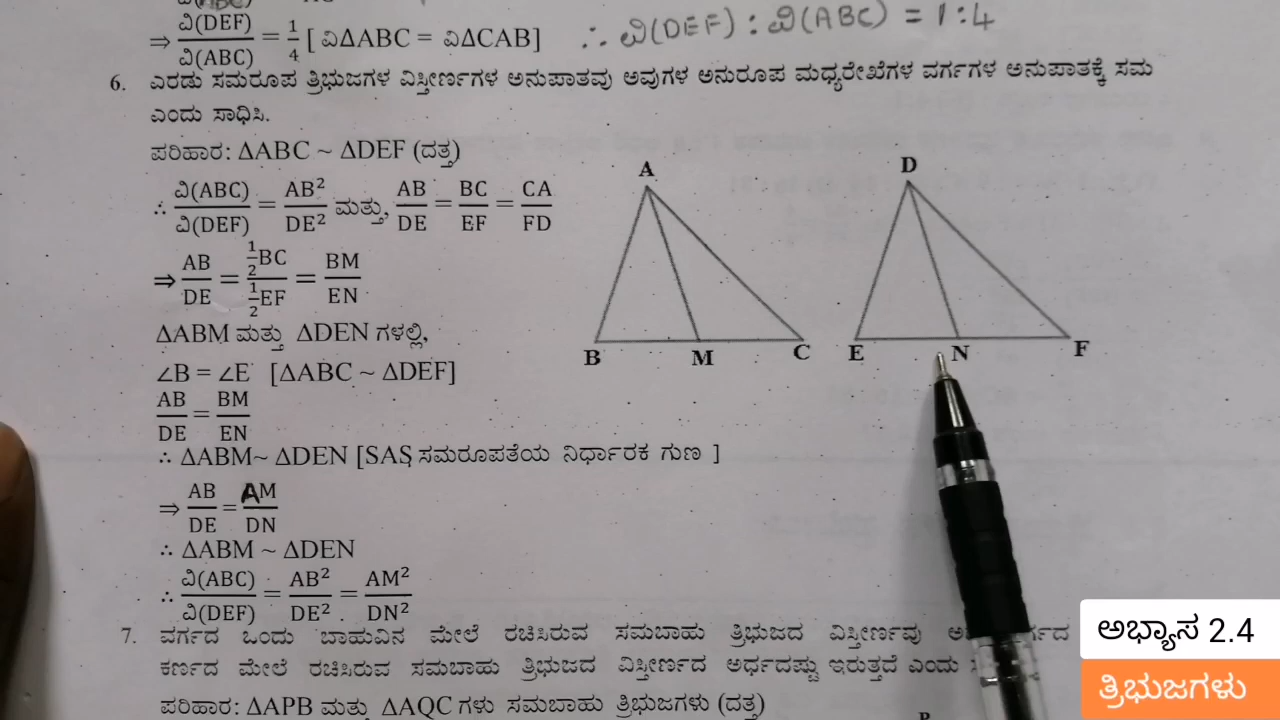 ⇒ ವಿ(DEF)/ವಿ(ABC) = 1/4 [ ವಿΔABC = ವಿΔCAB] ∴ ವಿ(DEF) : ವಿ(ABC) = 1:4
6. ಎರಡು ಸಮರೂಪ ತ್ರಿಭುಜಗಳ ವಿಸ್ತೀರ್ಣಗಳ ಅನುಪಾತವು ಅವುಗಳ ಅನುರೂಪ ಮಧ್ಯರೇಖೆಗಳ ವರ್ಗಗಳ ಅನುಪಾತಕ್ಕೆ ಸಮ
ಎಂದು ಸಾಧಿಸಿ.
ಪರಿಹಾರ: ΔABC ~ ΔDEF (ದತ್ತ)
∴ ವಿ(ABC)/ವಿ(DEF) = AB²/DE² ಮತ್ತು, AB/DE = BC/EF = CA/FD
⇒ AB/DE = ½BC/½EF = BM/EN
ΔABM ಮತ್ತು ΔDEN ಗಳಲ್ಲಿ,
∠B = ∠E [ΔABC ~ ΔDEF]
AB/DE = BM/EN
∴ ΔABM~ ΔDEN [SAS ಸಮರೂಪತೆಯ ನಿರ್ಧಾರಕ ಗುಣ ]
⇒ AB/DE = AM/DN
∴ ΔABM ~ ΔDEN
∴ ವಿ(ABC)/ವಿ(DEF) = AB²/DE² = AM²/DN²
A
B
M
C
D
E
N
F
7. ವರ್ಗದ ಒಂದು ಬಾಹುವಿನ ಮೇಲೆ ರಚಿಸಿರುವ ಸಮಬಾಹು ತ್ರಿಭುಜದ ವಿಸ್ತೀರ್ಣವು
ಕರ್ಣದ ಮೇಲೆ ರಚಿಸಿರುವ ಸಮಬಾಹು ತ್ರಿಭುಜದ ವಿಸ್ತೀರ್ಣದ ಅರ್ಧದಷ್ಟು ಇರುತ್ತದೆ ಎಂದು
ಪರಿಹಾರ: ΔAPB ಮತ್ತು ΔAQC ಗಳು ಸಮಬಾಹು ತ್ರಿಭುಜಗಳು (ದತ್ತ)
ಅಭ್ಯಾಸ 2.4
ತ್ರಿಭುಜಗಳು